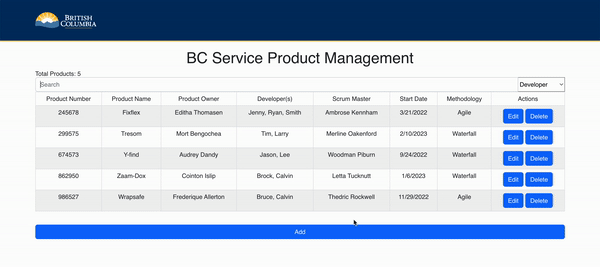 BRITISH
COLUMBIA
BC Service Product Management
Total Products: 5
Search Developer
Product Number Product Name Product Owner Developer(s) Scrum Master Start Date Methodology Actions
245678 Fixflex Editha Thomasen Jenny, Ryan, Smith Ambrose Kennham 3/21/2022 Agile Edit Delete
299575 Tresom Mort Bengochea Tim, Larry Merline Oakenford 2/10/2023 Waterfall Edit Delete
674573 Y-find Audrey Dandy Jason, Lee Woodman Piburn 9/24/2022 Waterfall Edit Delete
862950 Zaam-Dox Cointon Islip Brock, Calvin Letta Tucknutt 1/6/2023 Waterfall Edit Delete
986527 Wrapsafe Frederique Allerton Bruce, Calvin Thedric Rockwell 11/29/2022 Agile Edit Delete
Add